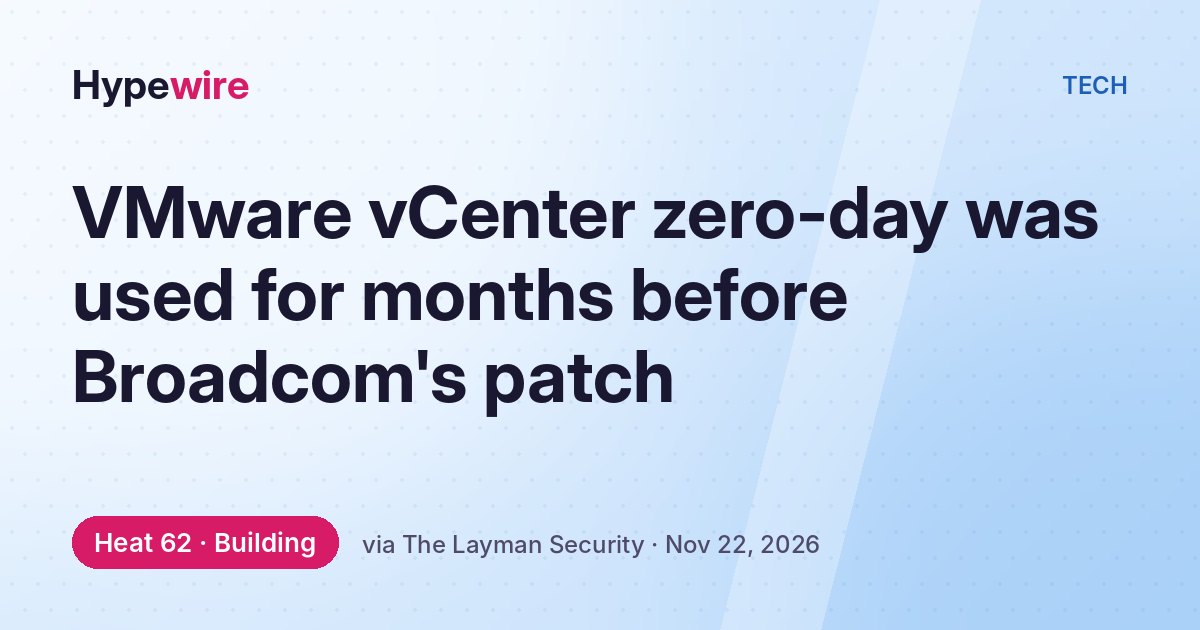 Hypewire
TECH
VMware vCenter zero-day was
used for months before
Broadcom's patch
Heat 62 · Building
via The Layman Security · Nov 22, 2026